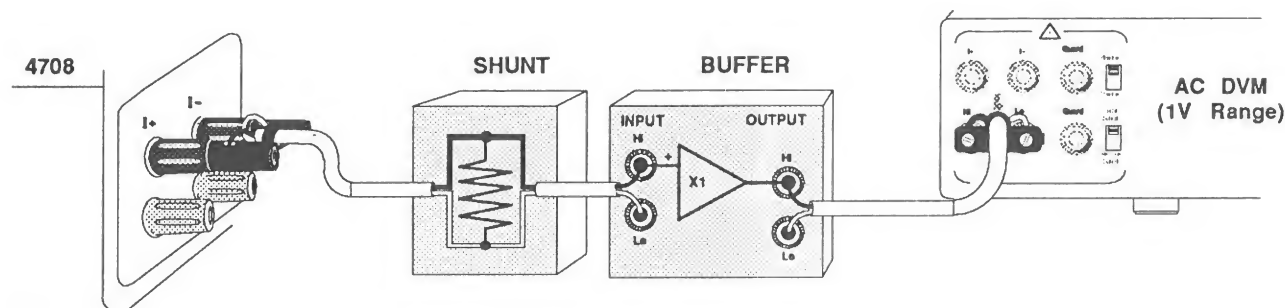 4708
I+
I-
SHUNT
BUFFER
INPUT
Hi
Lo
+
X1
OUTPUT
Hi
Lo
I+
I-
Guard
Hi
Lo
Guard
AC DVM
(1V Range)